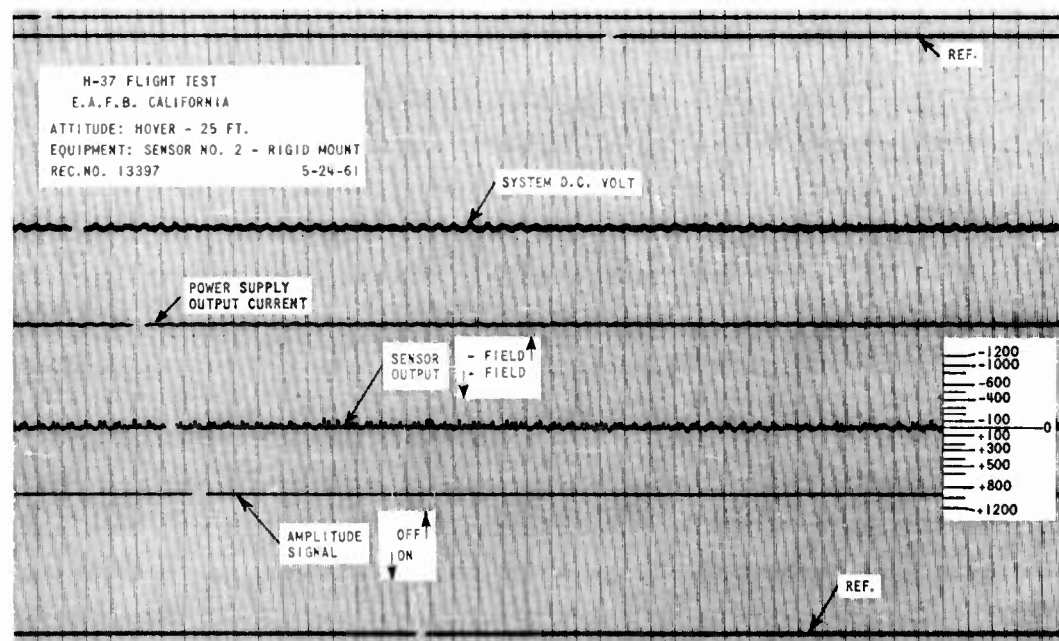 REF.
H-37 FLIGHT TEST
E.A.F.B. CALIFORNIA
ATTITUDE: HOVER - 25 FT.
EQUIPMENT: SENSOR NO. 2 - RIGID MOUNT
REC.NO. 13397 5-24-61
SYSTEM D.C. VOLT
POWER SUPPLY
OUTPUT CURRENT
SENSOR
OUTPUT
- FIELD
- FIELD
-1200
-1000
-600
-400
-100
0
+100
+300
+500
+800
+1200
AMPLITUDE
SIGNAL
OFF
ON
REF.